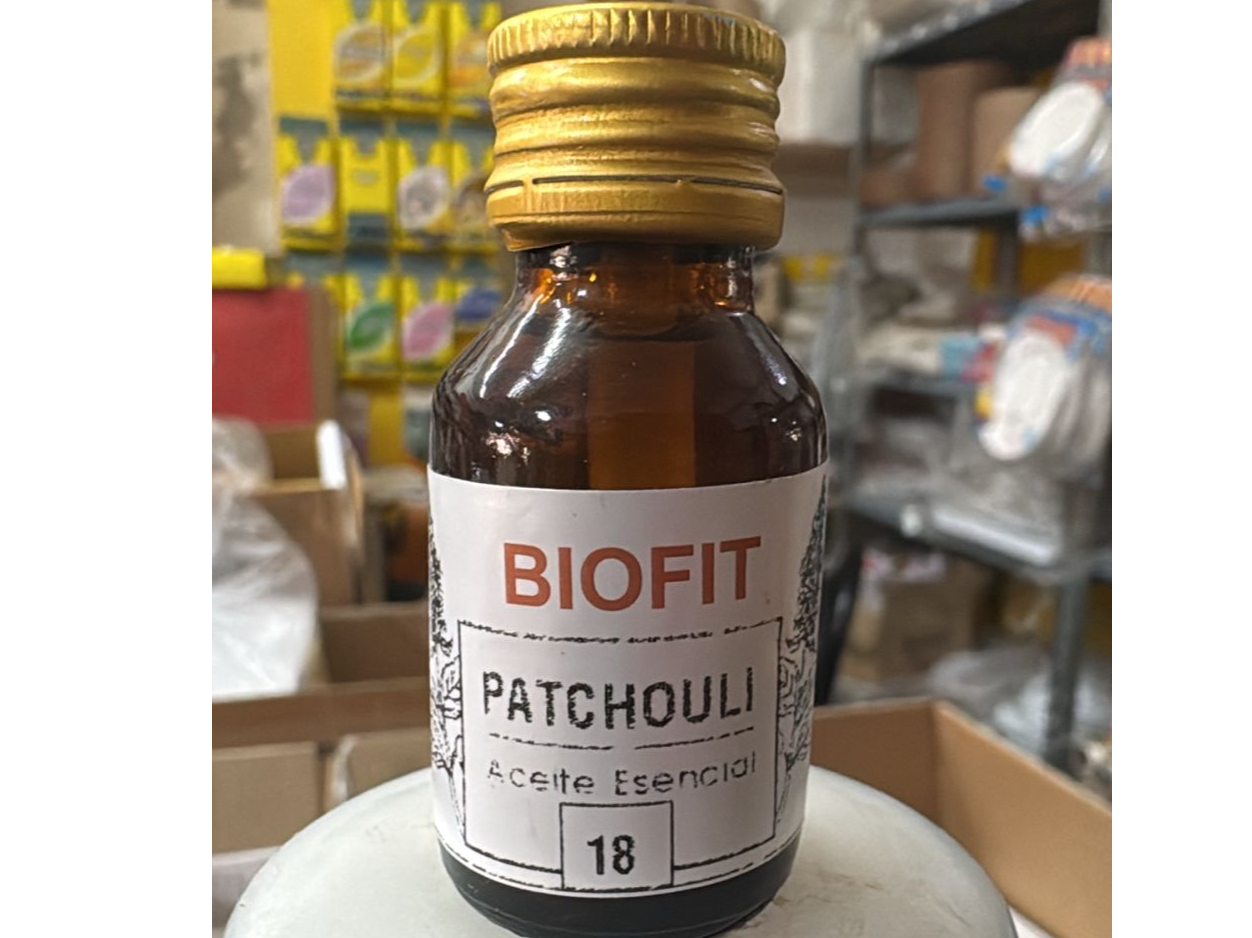 BIOFIT
PATCHOULI
Aceite Esencial
18